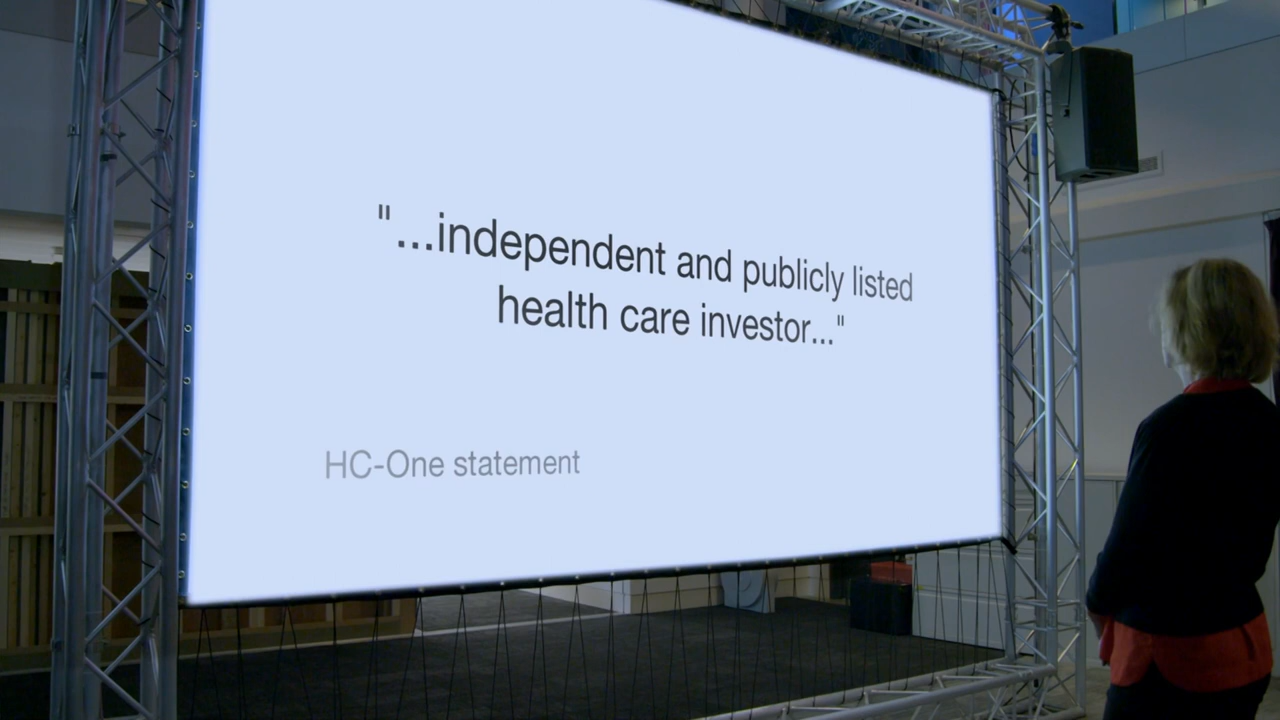 "...independent and publicly listed
health care investor..."
HC-One statement